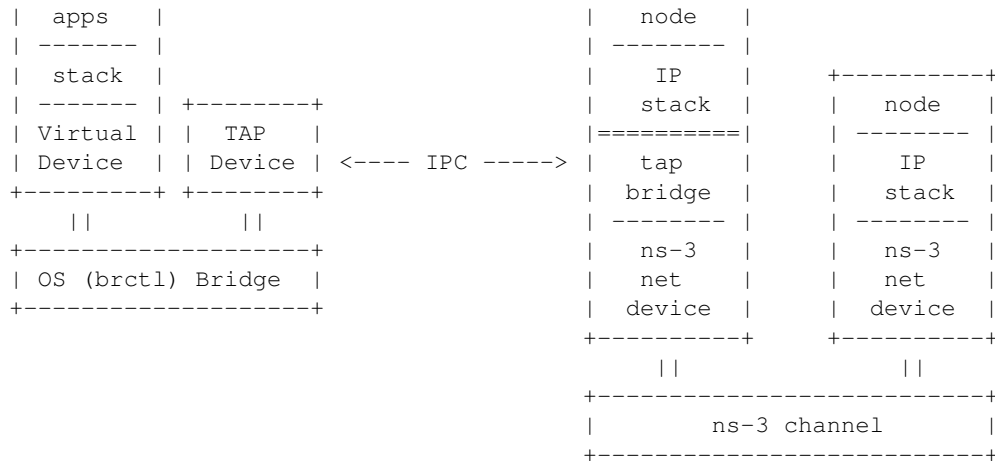 |  apps   |                              |   node   |
| ------- |                              | -------- |
|  stack  |                              |    IP    |     +----------+
| ------- | +--------+                   |   stack  |     |   node   |
| Virtual | |  TAP   |                   |==========|     | -------- |
| Device  | | Device | <---- IPC ----->  |   tap    |     |    IP    |
+---------+ +--------+                   |  bridge  |     |   stack  |
    ||          ||                       | -------- |     | -------- |
+--------------------+                   |   ns-3   |     |   ns-3   |
| OS (brctl) Bridge  |                   |   net    |     |   net    |
+--------------------+                   |  device  |     |  device  |
                                        +----------+     +----------+
                                             ||               ||
                                        +---------------------------+
                                        |       ns-3 channel        |
                                        +---------------------------+